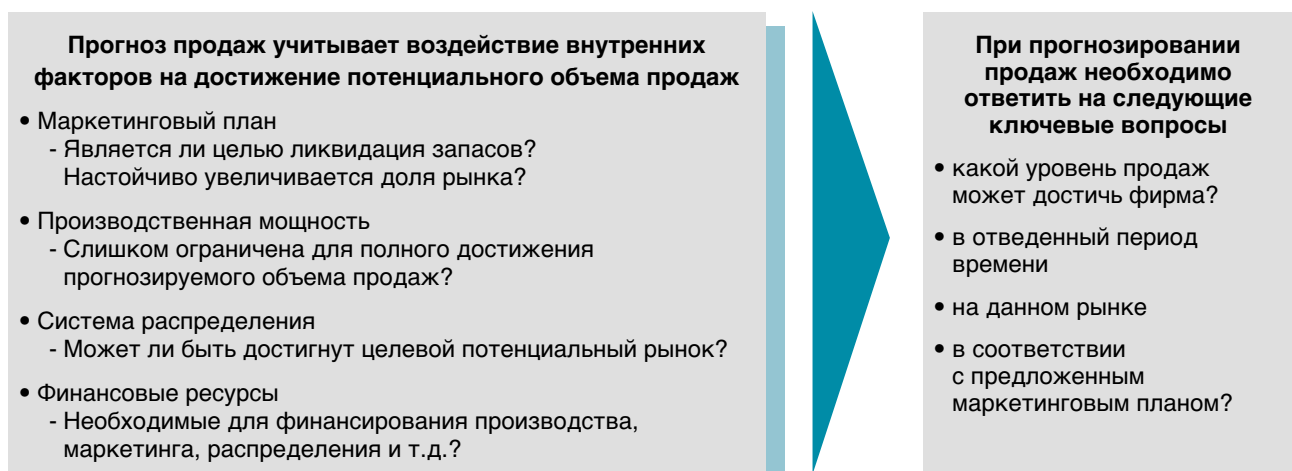 Прогноз продаж учитывает воздействие внутренних
факторов на достижение потенциального объема продаж
• Маркетинговый план
- Является ли целью ликвидация запасов?
Настойчиво увеличивается доля рынка?
• Производственная мощность
- Слишком ограничена для полного достижения
прогнозируемого объема продаж?
• Система распределения
- Может ли быть достигнут целевой потенциальный рынок?
• Финансовые ресурсы
- Необходимые для финансирования производства,
маркетинга, распределения и т.д.?
При прогнозировании
продаж необходимо
ответить на следующие
ключевые вопросы
• какой уровень продаж
может достичь фирма?
• в отведенный период
времени
• на данном рынке
• в соответствии
с предложенным
маркетинговым планом?